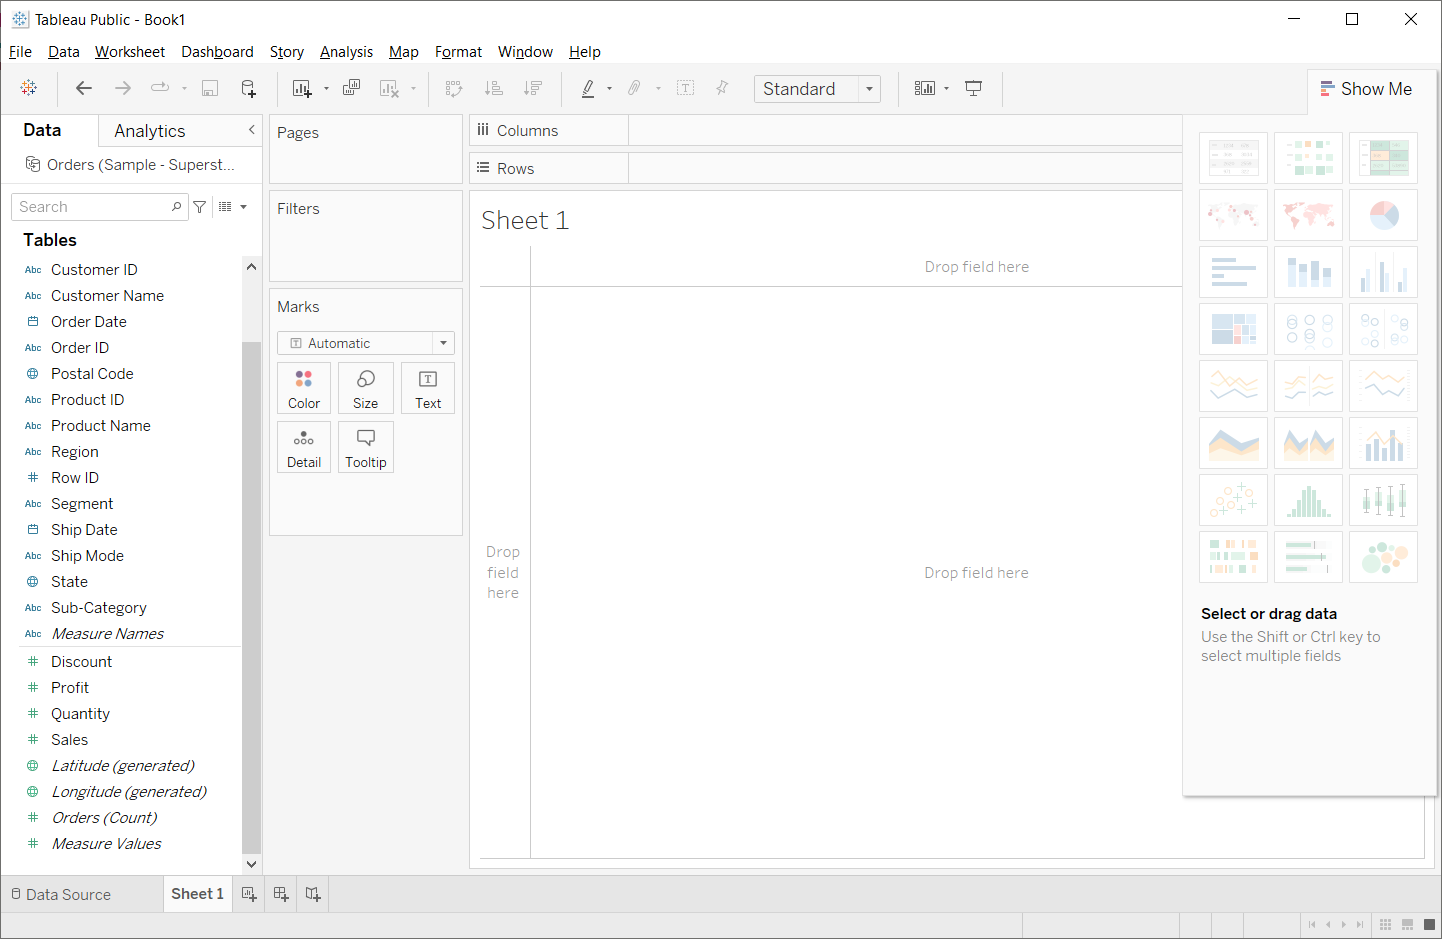 Tableau Public - Book1
File Data Worksheet Dashboard Story Analysis Map Format Window Help
Standard
Show Me
Data Analytics
Orders (Sample - Superst...
Search
Tables
Abc Customer ID
Abc Customer Name
Order Date
Abc Order ID
Postal Code
Abc Product ID
Abc Product Name
Abc Region
# Row ID
Abc Segment
Ship Date
Abc Ship Mode
State
Abc Sub-Category
Abc Measure Names
# Discount
# Profit
# Quantity
# Sales
Latitude (generated)
Longitude (generated)
# Orders (Count)
# Measure Values
Pages
Filters
Marks
Automatic
Color Size Text
Detail Tooltip
Columns
Rows
Sheet 1
Drop field here
Drop
field
here
Drop field here
Select or drag data
Use the Shift or Ctrl key to
select multiple fields
Data Source Sheet 1